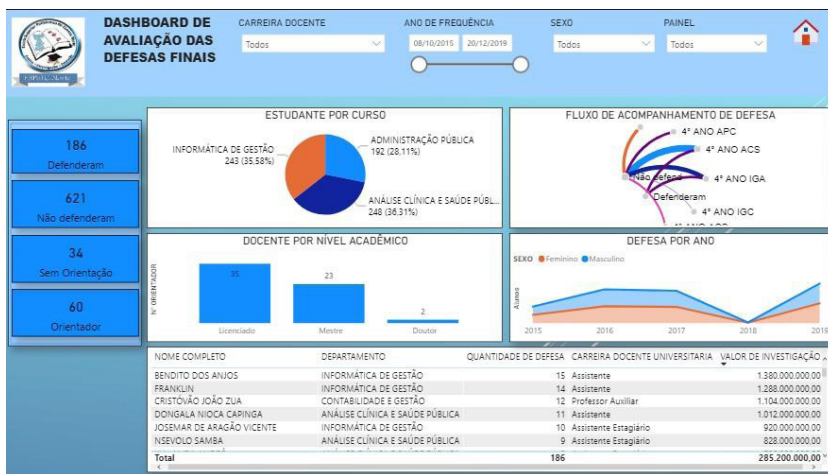 DASHBOARD DE
AVALIAÇÃO DAS
DEFESAS FINAIS
CARREIRA DOCENTE
Todos
ANO DE FREQUÊNCIA
08/10/2015 20/12/2019
SEXO
Todos
PAINEL
Todos
186
Defenderam
621
Não defenderam
34
Sem Orientação
60
Orientador
ESTUDANTE POR CURSO
INFORMÁTICA DE GESTÃO
243 (35.58%)
ADMINISTRAÇÃO PÚBLICA
192 (28.11%)
ANÁLISE CLÍNICA E SAÚDE PÚBL...
248 (36.31%)
FLUXO DE ACOMPANHAMENTO DE DEFESA
4º ANO APC
4º ANO ACS
Não defend
4º ANO IGA
Defenderam
4º ANO IGC
DOCENTE POR NÍVEL ACADÊMICO
Nº ORIENTADOR
35
23
2
Licenciado Mestre Doutor
DEFESA POR ANO
SEXO Feminino Masculino
Alunos
2015 2016 2017 2018 2019
NOME COMPLETO DEPARTAMENTO QUANTIDADE DE DEFESA CARREIRA DOCENTE UNIVERSITARIA VALOR DE INVESTIGAÇÃO
BENDITO DOS ANJOS INFORMÁTICA DE GESTÃO 15 Assistente 1.380.000.000,00
FRANKLIN INFORMÁTICA DE GESTÃO 14 Assistente 1.288.000.000,00
CRISTÓVÃO JOÃO ZUA CONTABILIDADE E GESTÃO 12 Professor Auxiliar 1.104.000.000,00
DONGALA NIOCA CAPINGA ANÁLISE CLÍNICA E SAÚDE PÚBLICA 11 Assistente 1.012.000.000,00
JOSEMAR DE ARAGÃO VICENTE INFORMÁTICA DE GESTÃO 10 Assistente Estagiário 920.000.000,00
NSEVOLO SAMBA ANÁLISE CLÍNICA E SAÚDE PÚBLICA 9 Assistente Estagiário 828.000.000,00
Total 186 285.200.000,00